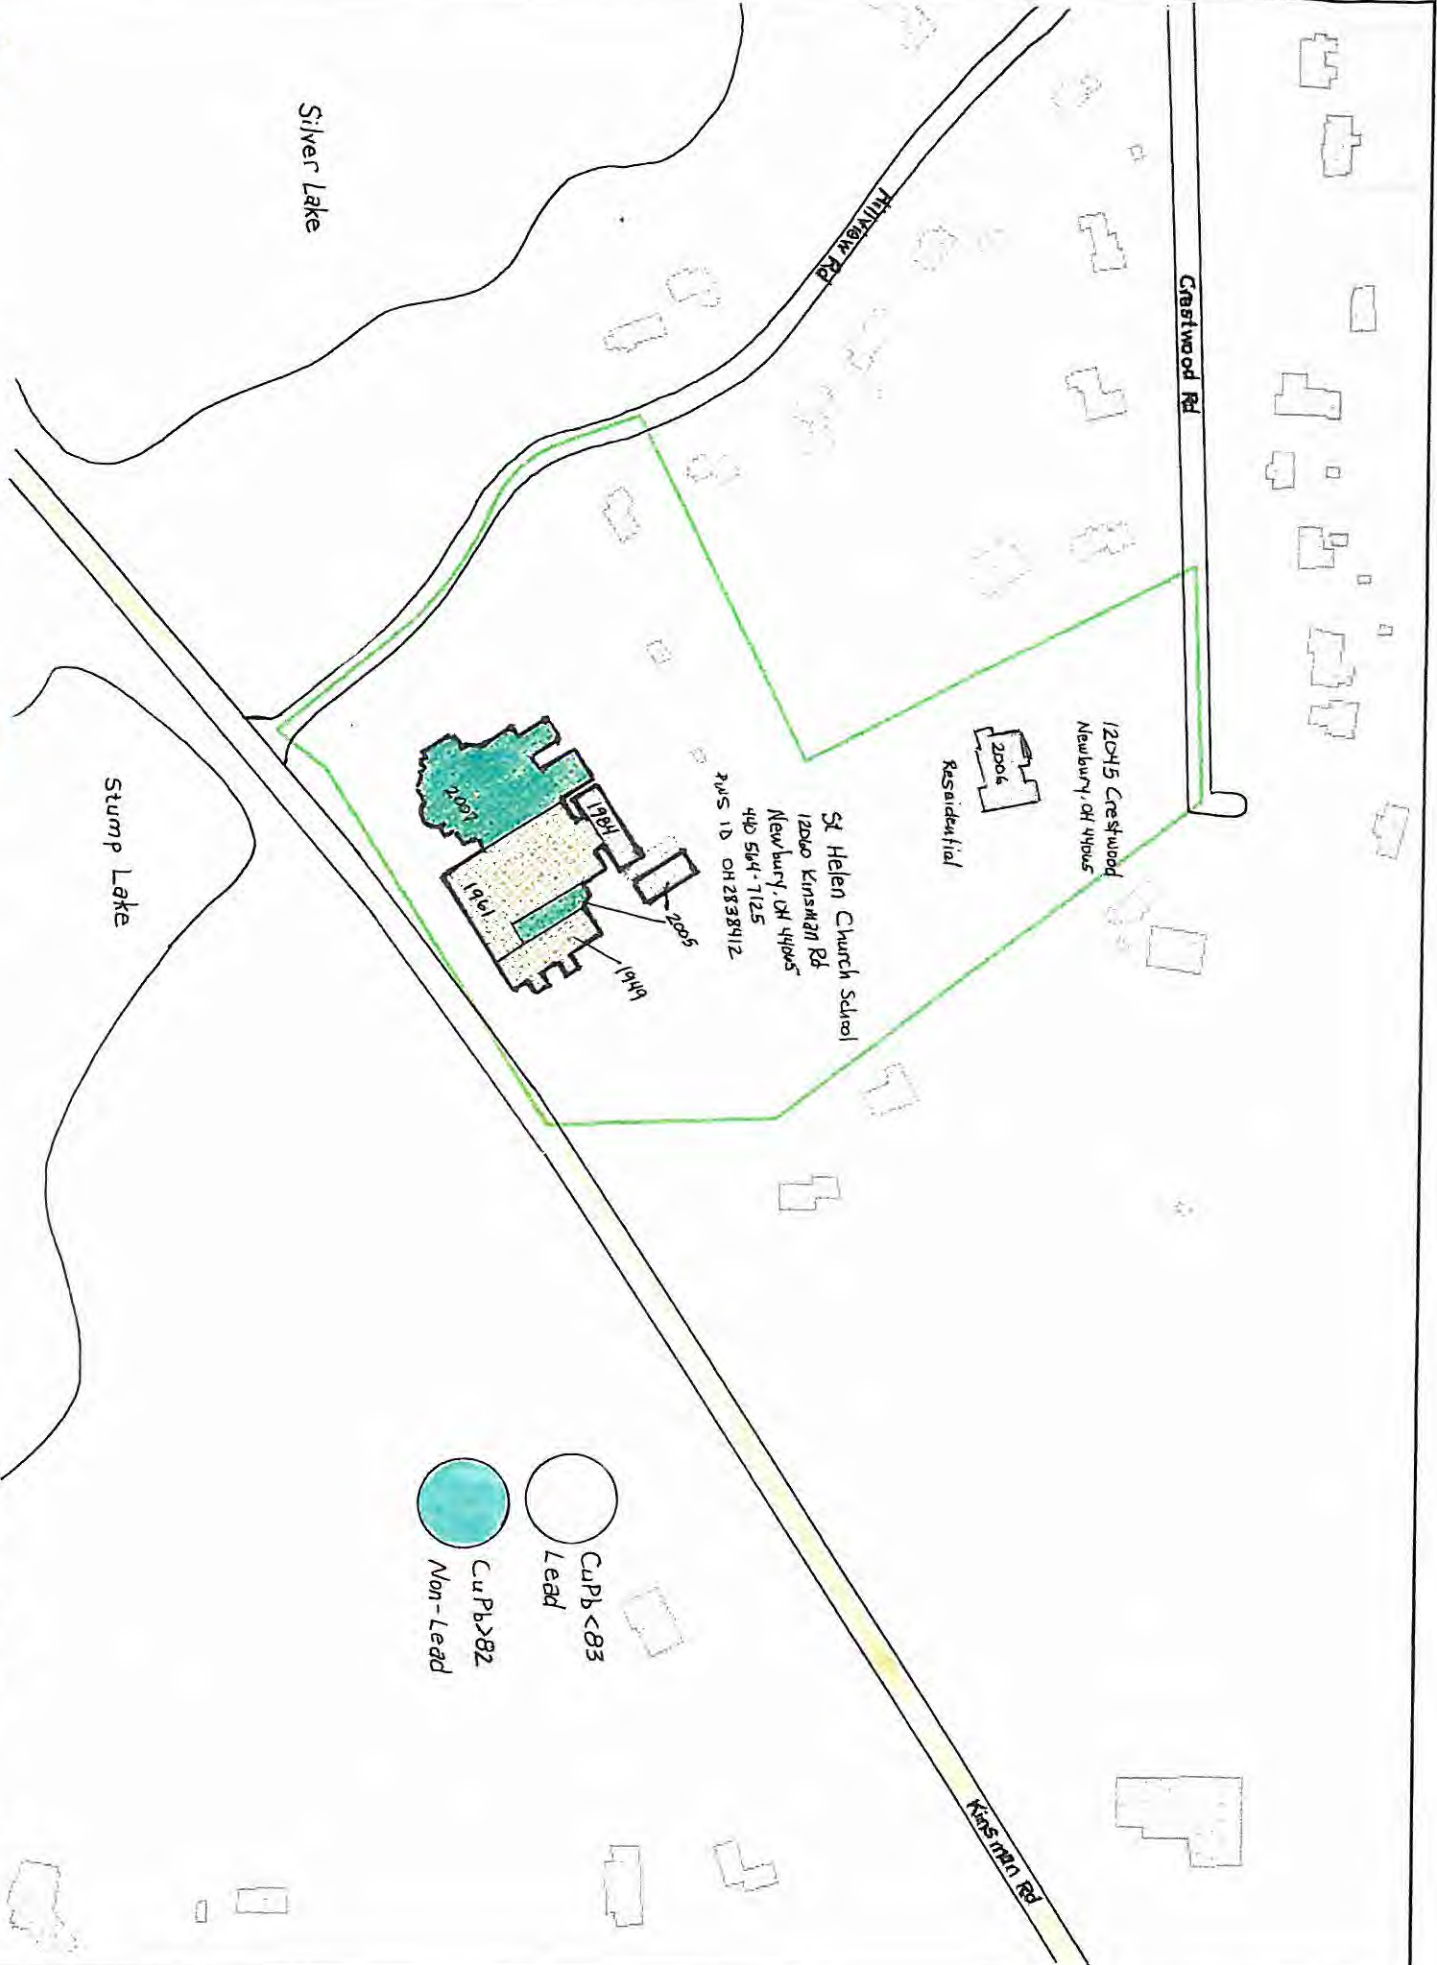 Silver Lake
Hillview Rd
Crestwood Rd
12045 Crestwood
Newbury, OH 44065
2006
Resaidential
St Helen Church School
12060 Kinsman Rd
Newbury, OH 44065
440 564-7125
PWS ID OH2838412
1984
2005
1961
1949
Stump Lake
CuPb<83
Lead
CuPb>82
Non-Lead
Kinsman Rd